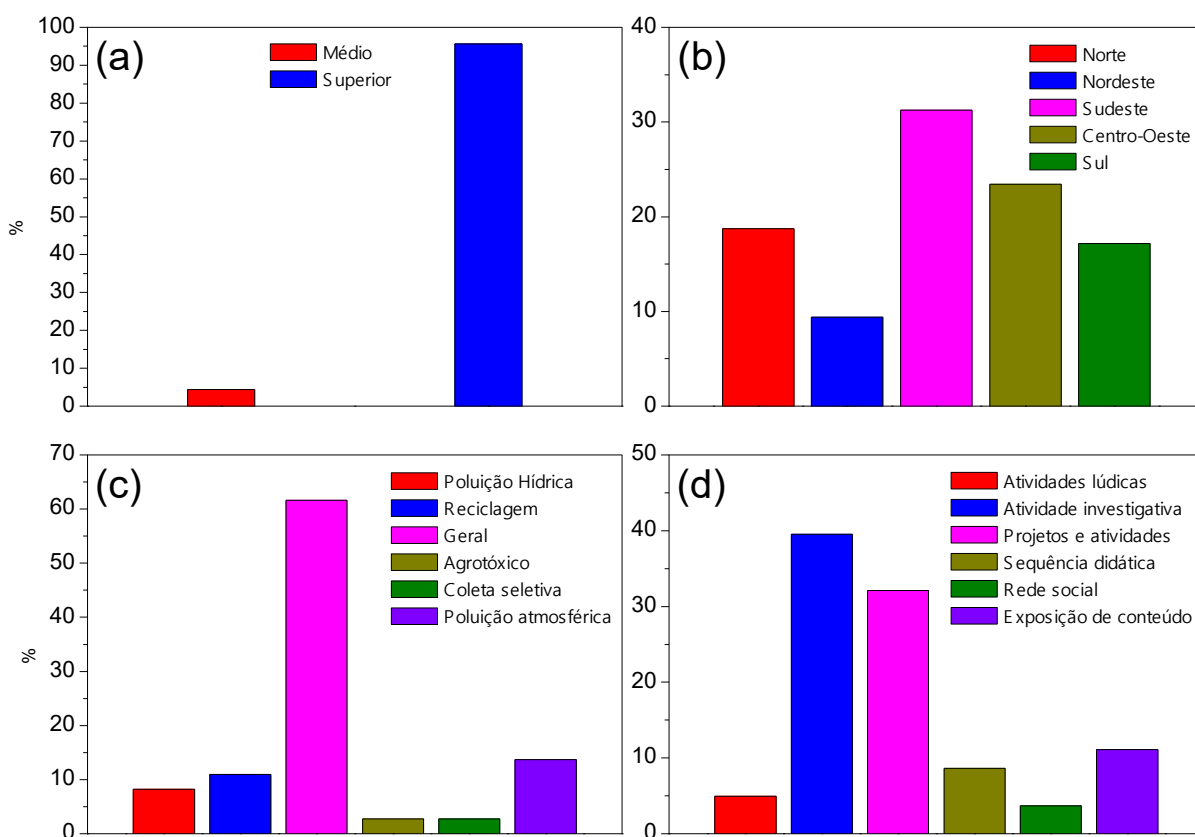 (a)
Médio
Superior
100
90
80
70
60
50
40
30
20
10
0
%
(b)
Norte
Nordeste
Sudeste
Centro-Oeste
Sul
40
30
20
10
0
(c)
Poluição Hídrica
Reciclagem
Geral
Agrotóxico
Coleta seletiva
Poluição atmosférica
70
60
50
40
30
20
10
0
%
(d)
Atividades lúdicas
Atividade investigativa
Projetos e atividades
Sequência didática
Rede social
Exposição de conteúdo
50
40
30
20
10
0